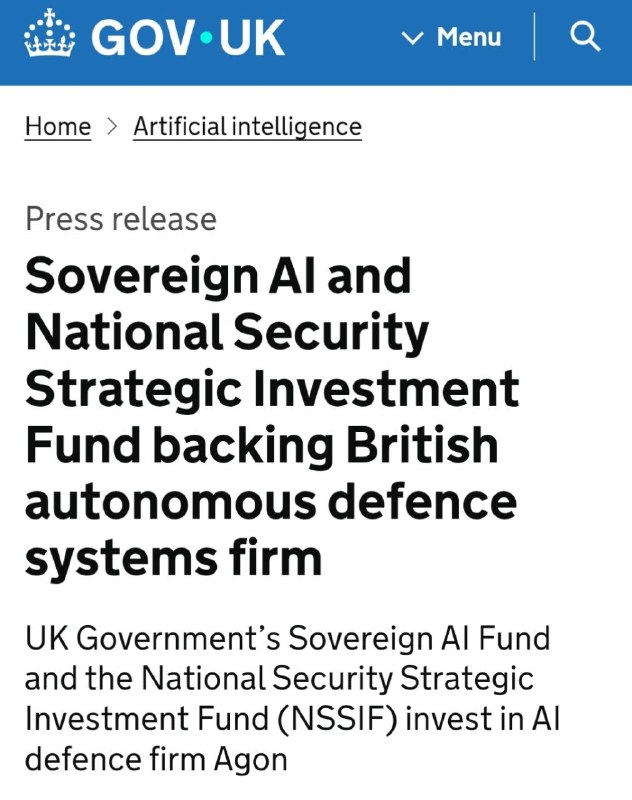 GOV·UK
Menu
Home > Artificial intelligence
Press release
Sovereign AI and
National Security
Strategic Investment
Fund backing British
autonomous defence
systems firm
UK Government’s Sovereign AI Fund
and the National Security Strategic
Investment Fund (NSSIF) invest in AI
defence firm Agon